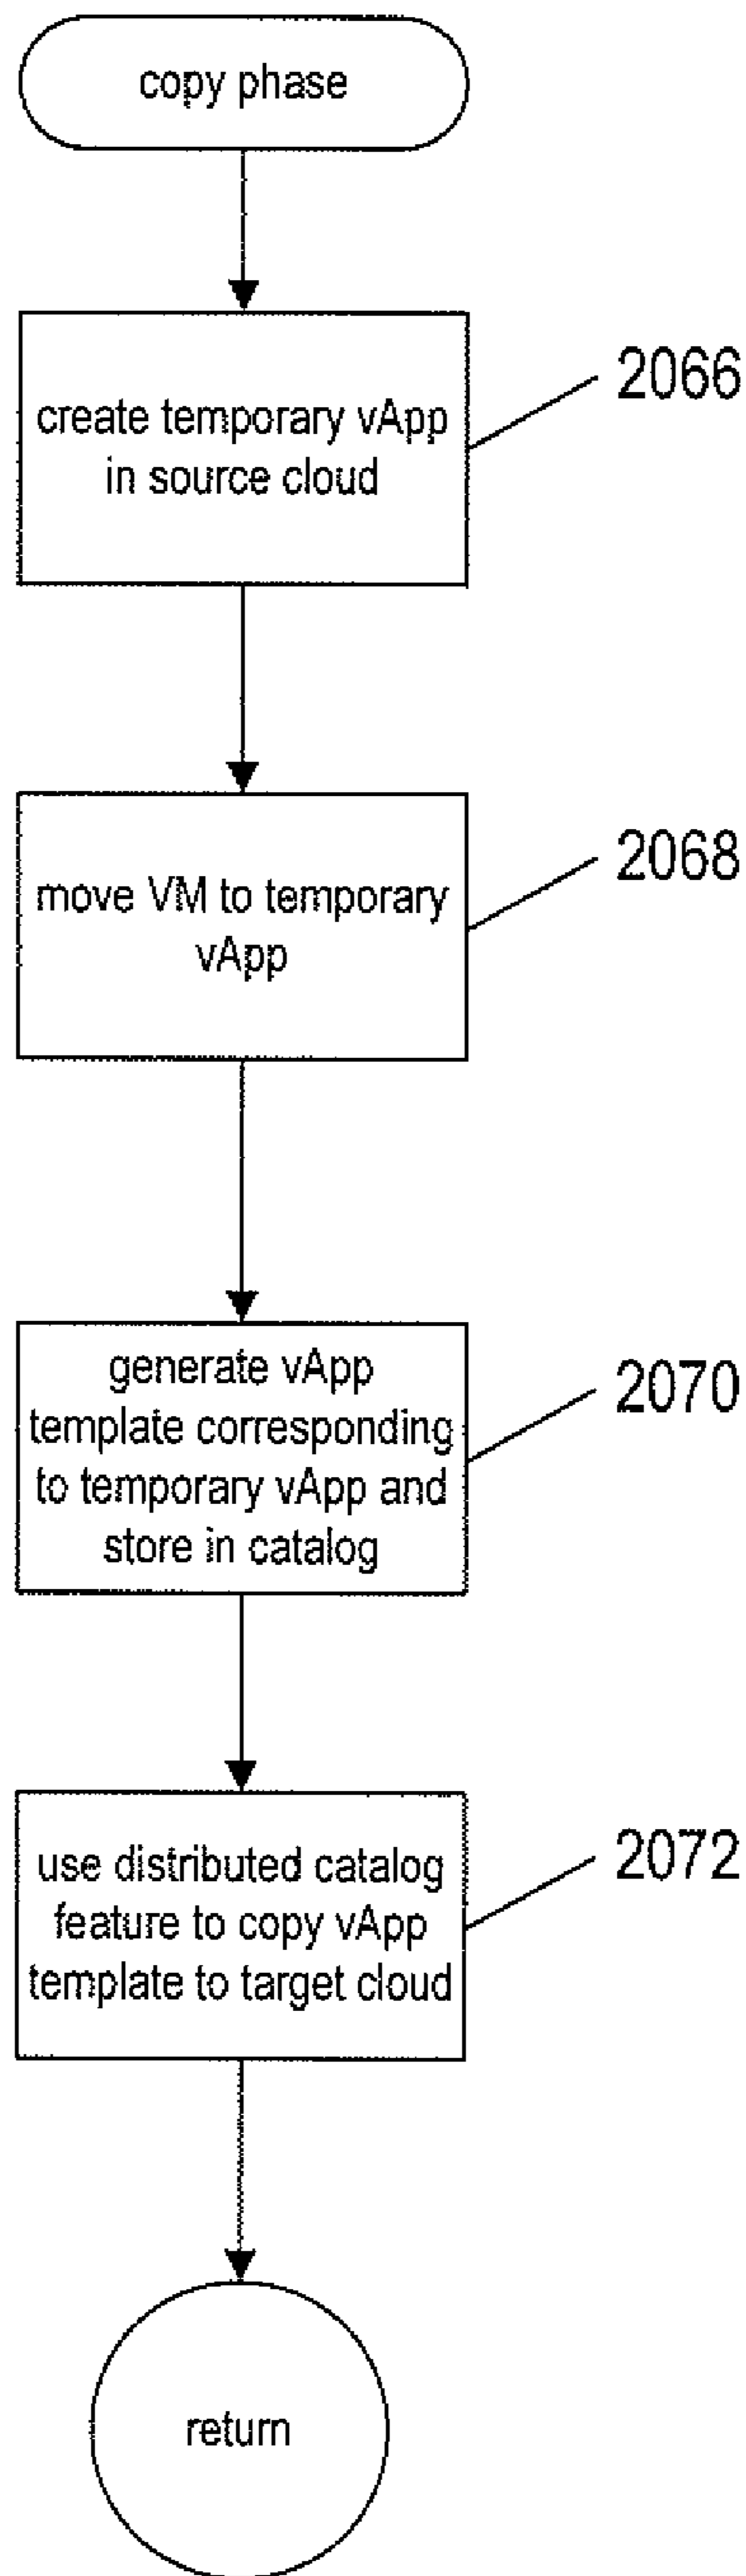 copy phase
create temporary vApp
in source cloud
2066
move VM to temporary
vApp
2068
generate vApp
template corresponding
to temporary vApp and
store in catalog
2070
use distributed catalog
feature to copy vApp
template to target cloud
2072
return